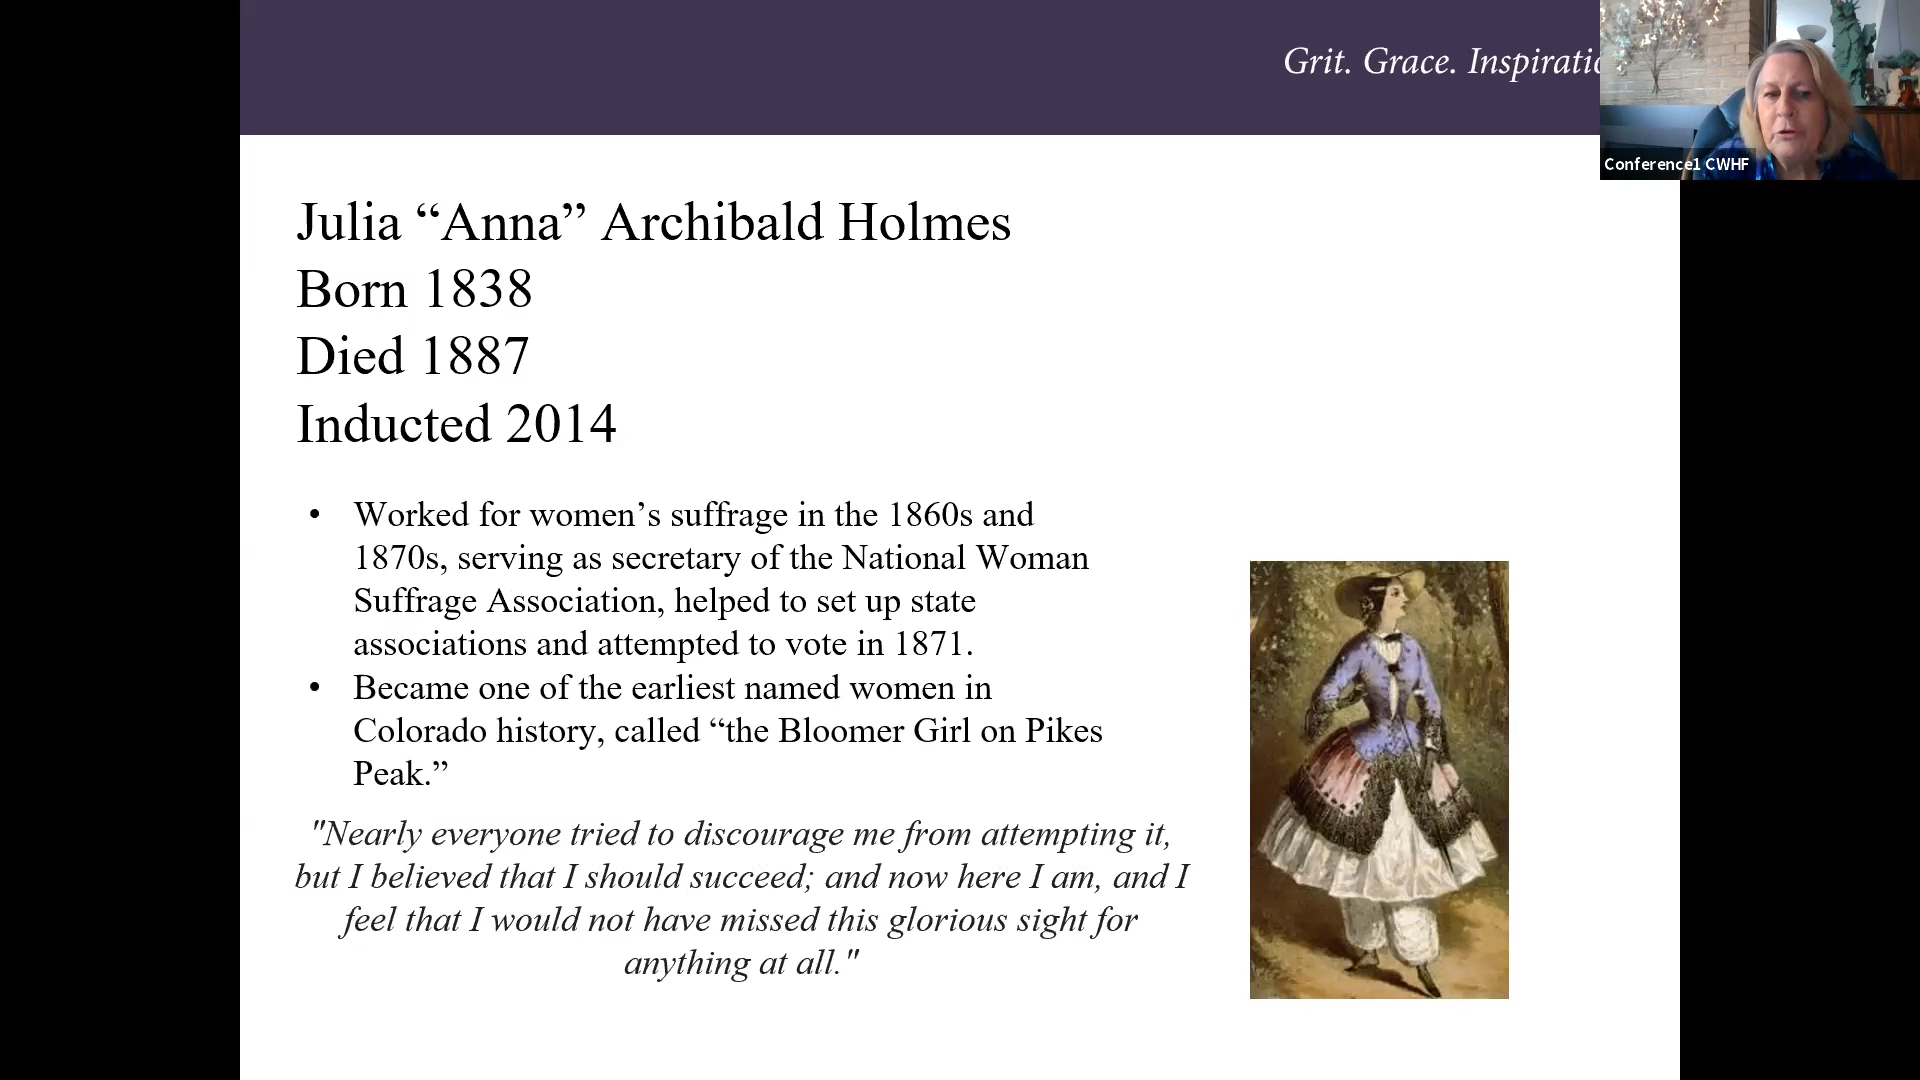 Grit. Grace. Inspiratio
Conference1 CWHF
Julia “Anna” Archibald Holmes
Born 1838
Died 1887
Inducted 2014
• Worked for women’s suffrage in the 1860s and
1870s, serving as secretary of the National Woman
Suffrage Association, helped to set up state
associations and attempted to vote in 1871.
• Became one of the earliest named women in
Colorado history, called “the Bloomer Girl on Pikes
Peak.”
"Nearly everyone tried to discourage me from attempting it,
but I believed that I should succeed; and now here I am, and I
feel that I would not have missed this glorious sight for
anything at all."